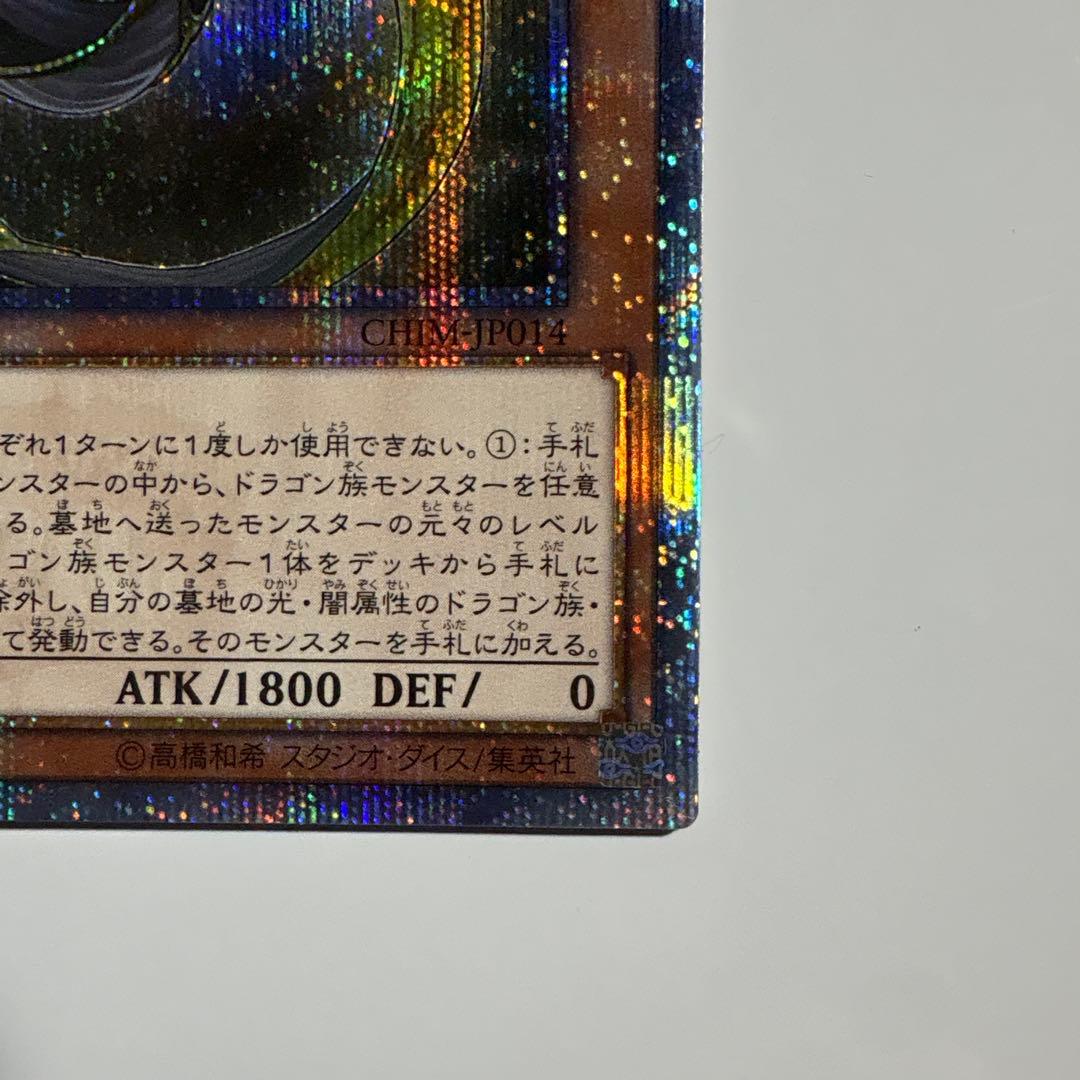 CHIM-JP014
ぞれ1ターンに1度しか使用できない。①:手札
ンスターの中から、ドラゴン族モンスターを任意
る。墓地へ送ったモンスターの元々のレベル
ゴン族モンスター1体をデッキから手札に
除外し、自分の墓地の光・闇属性のドラゴン族・
て発動できる。そのモンスターを手札に加える。
ATK/1800 DEF/ 0
©高橋和希 スタジオ・ダイス/集英社